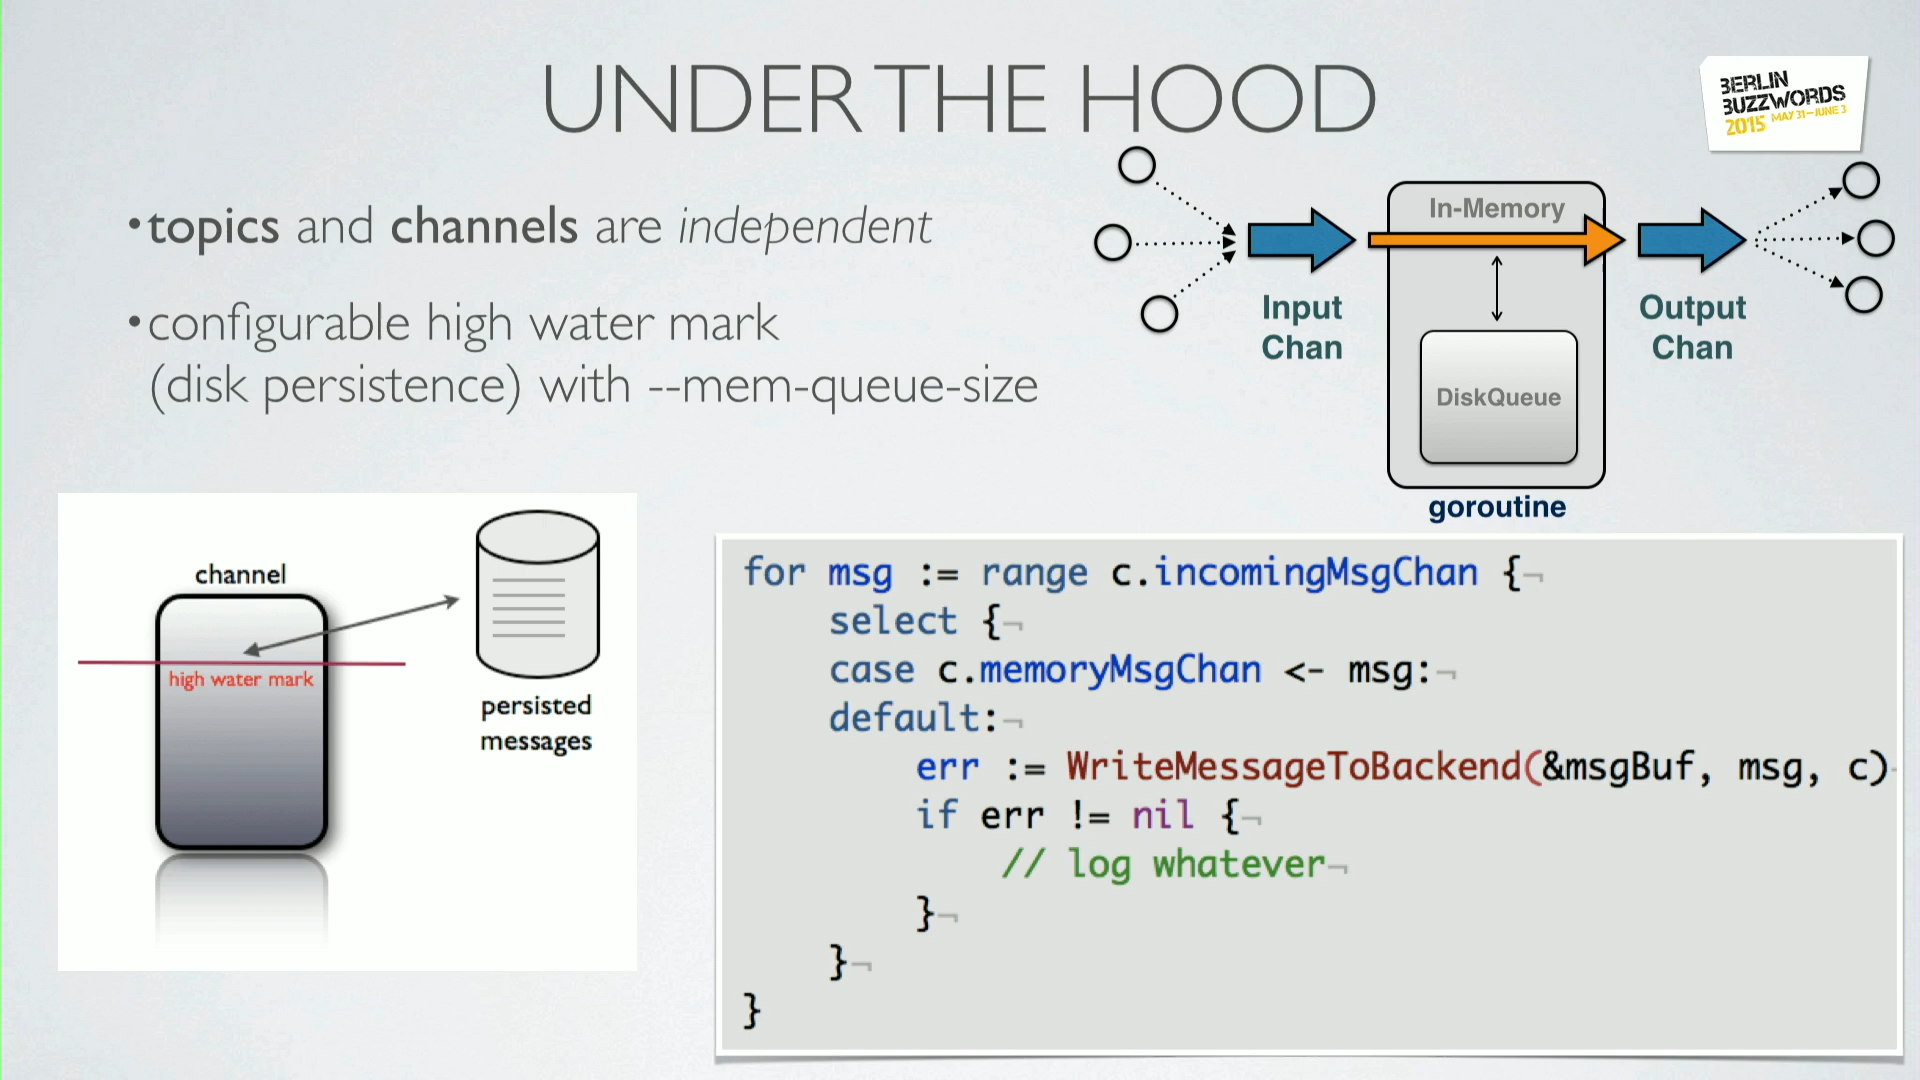 UNDER THE HOOD
BERLIN
BUZZWORDS
2015 MAY 31–JUNE 3
•topics and channels are independent
•configurable high water mark
(disk persistence) with --mem-queue-size
In-Memory
Input
Chan
Output
Chan
DiskQueue
goroutine
channel
high water mark
persisted
messages
for msg := range c.incomingMsgChan {¬
    select {¬
    case c.memoryMsgChan <- msg:¬
    default:¬
        err := WriteMessageToBackend(&msgBuf, msg, c)
        if err != nil {¬
            // log whatever¬
        }¬
    }¬
}